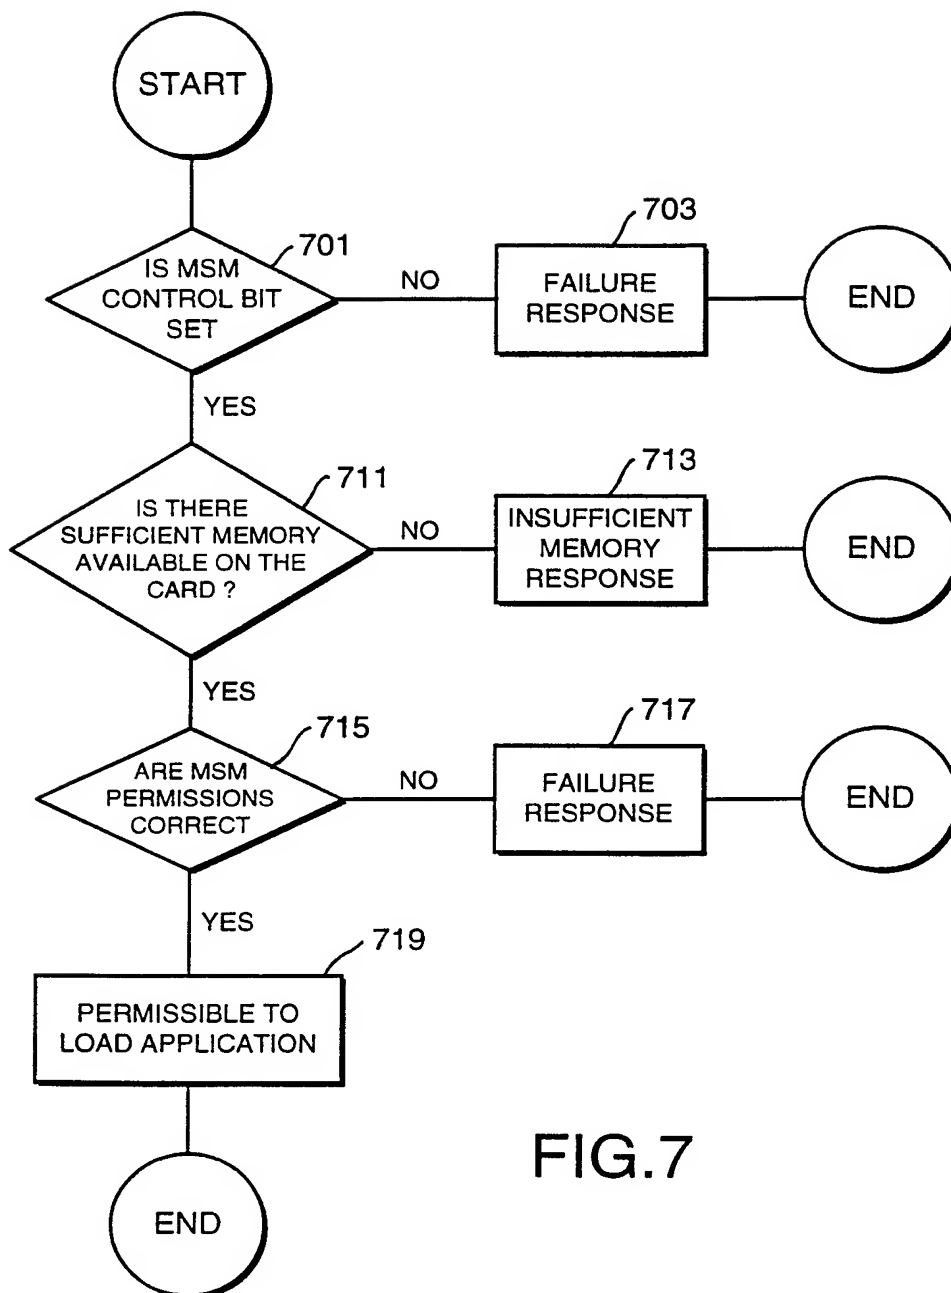 START
701
IS MSM
CONTROL BIT
SET
NO
703
FAILURE
RESPONSE
END
YES
711
IS THERE
SUFFICIENT MEMORY
AVAILABLE ON THE
CARD ?
NO
713
INSUFFICIENT
MEMORY
RESPONSE
END
YES
715
ARE MSM
PERMISSIONS
CORRECT
NO
717
FAILURE
RESPONSE
END
YES
719
PERMISSIBLE TO
LOAD APPLICATION
END
FIG.7